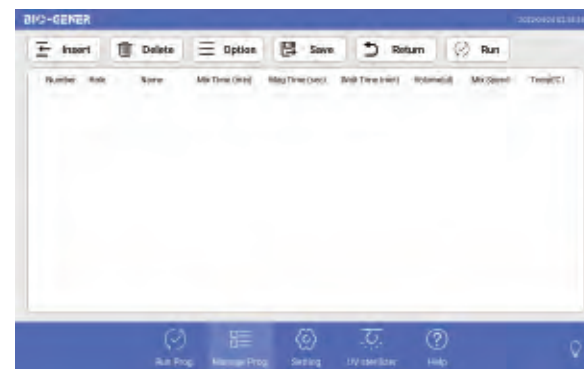 BIO-GENER
Insert Delete Option Save Return Run
Number Hole Name Mix Time (min) Mag Time (sec) Wait Time (min) Volume(ul) Mix Speed Temp(°C)
Run Prog. Manage Prog. Setting UV sterilizer Help